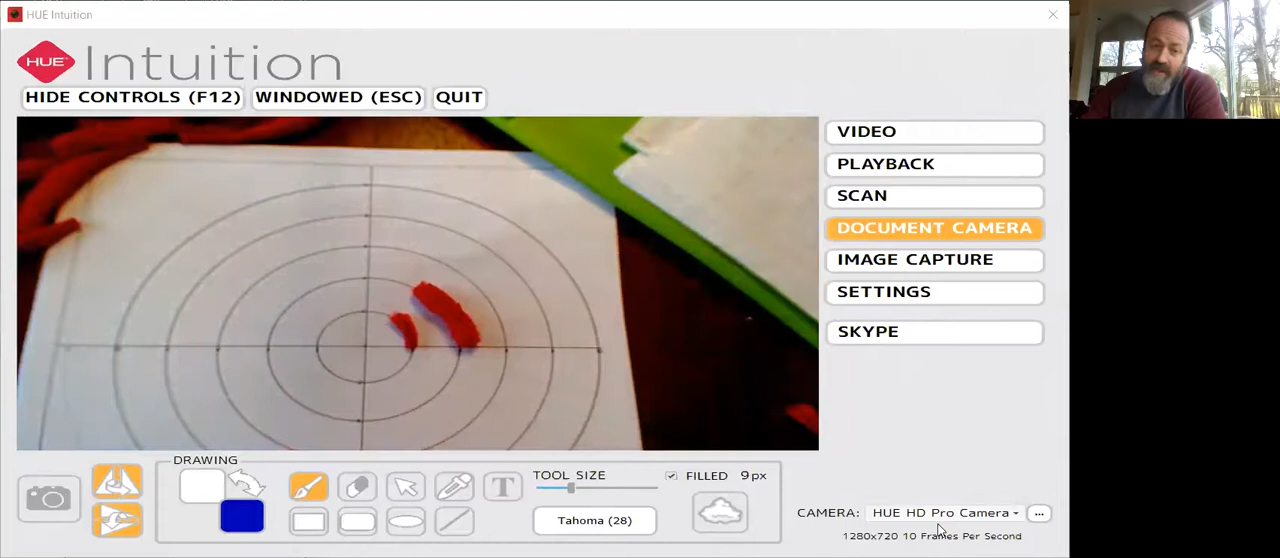 HUE Intuition
HUE Intuition
HIDE CONTROLS (F12) WINDOWED (ESC) QUIT
VIDEO
PLAYBACK
SCAN
DOCUMENT CAMERA
IMAGE CAPTURE
SETTINGS
SKYPE
DRAWING
TOOL SIZE FILLED 9px
T
Tahoma (28)
CAMERA: HUE HD Pro Camera ...
1280x720 10 Frames Per Second